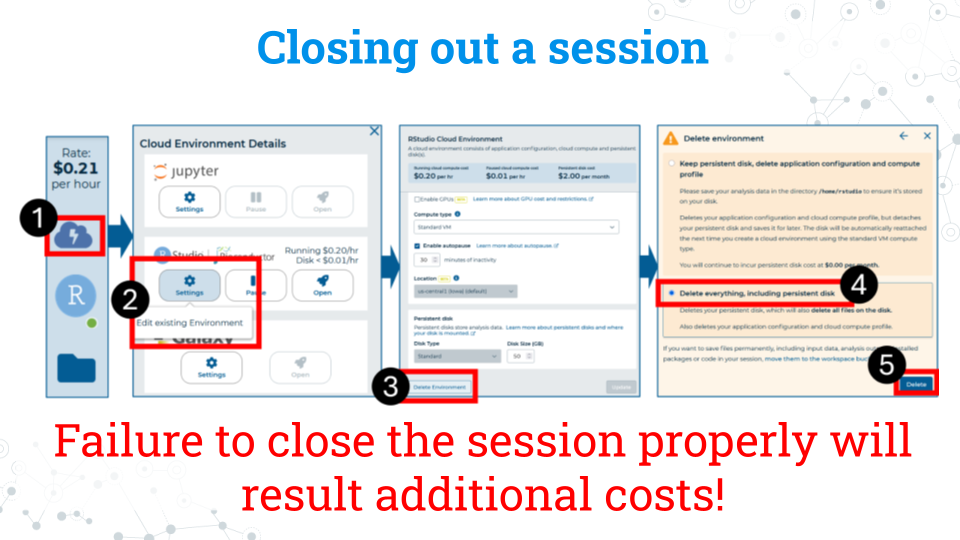 Closing out a session
Rate:
$0.21
per hour
1
Cloud Environment Details
jupyter
Settings
Pause
Open
R Studio
Bioconductor
Running $0.20/hr
Disk < $0.01/hr
2
Settings
Pause
Open
Edit existing Environment
Galaxy
Settings
Open
R
RStudio Cloud Environment
A cloud environment consists of application configuration, cloud compute and persistent
disk(s).
Running cloud compute cost
$0.20 per hr
Paused cloud compute cost
$0.01 per hr
Persistent disk cost
$2.00 per month
Enable GPUs BETA Learn more about GPU cost and restrictions.
Compute type
Standard VM
Enable autopause Learn more about autopause.
30 minutes of inactivity
Location BETA
us-central1 (Iowa) (default)
Persistent disk
Persistent disks store analysis data. Learn more about persistent disks and where
your disk is mounted.
Disk Type
Disk Size (GB)
Standard
50
3
Delete Environment
Update
Delete environment
Keep persistent disk, delete application configuration and compute
profile
Please save your analysis data in the directory /home/rstudio to ensure it's stored
on your disk.
Deletes your application configuration and cloud compute profile, but detaches
your persistent disk and saves it for later. The disk will be automatically reattached
the next time you create a cloud environment using the standard VM compute
type.
You will continue to incur persistent disk cost at $0.00 per month.
4
Delete everything, including persistent disk
Deletes your persistent disk, which will also delete all files on the disk.
Also deletes your application configuration and cloud compute profile.
If you want to save files permanently, including input data, analysis outputs, installed
packages or code in your session, move them to the workspace bucket.
5
Delete
Failure to close the session properly will
result additional costs!